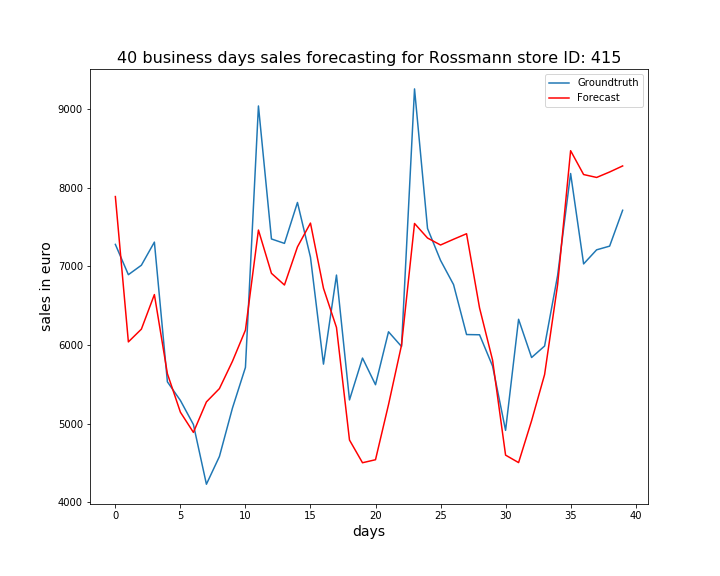 40 business days sales forecasting for Rossmann store ID: 415
Groundtruth
Forecast
9000
8000
7000
6000
5000
4000
sales in euro
0 5 10 15 20 25 30 35 40
days